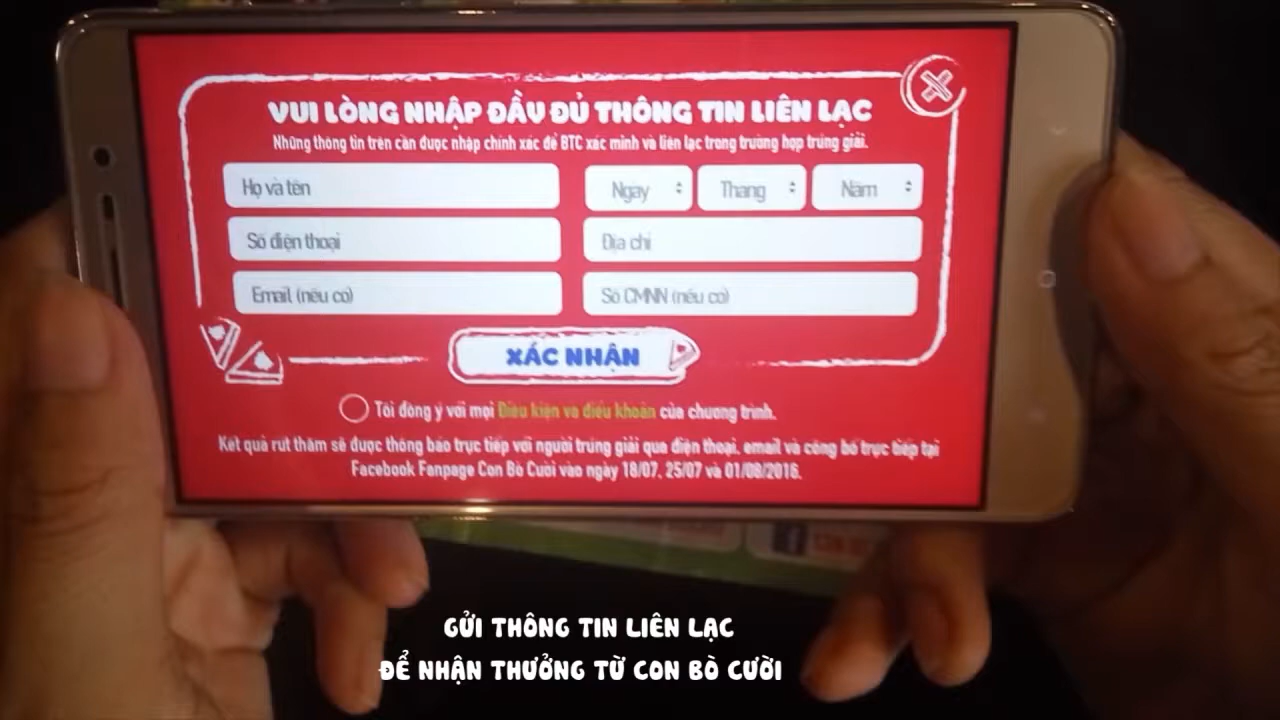 VUI LÒNG NHẬP ĐẦU ĐỦ THÔNG TIN LIÊN LẠC
Những thông tin trên cần được nhập chính xác để BTC xác minh và liên lạc trong trường hợp trúng giải.
Họ và tên
Ngày
Tháng
Năm
Số điện thoại
Địa chỉ
Email (nếu có)
Số CMNN (nếu có)
XÁC NHẬN
Tôi đồng ý với mọi Điều kiện và điều khoản của chương trình.
Kết quả rút thăm sẽ được thông báo trực tiếp với người trúng giải qua điện thoại, email và công bố trực tiếp tại
Facebook Fanpage Con Bò Cười vào ngày 18/07, 25/07 và 01/08/2016.
GỬI THÔNG TIN LIÊN LẠC
ĐỂ NHẬN THƯỞNG TỪ CON BÒ CƯỜI